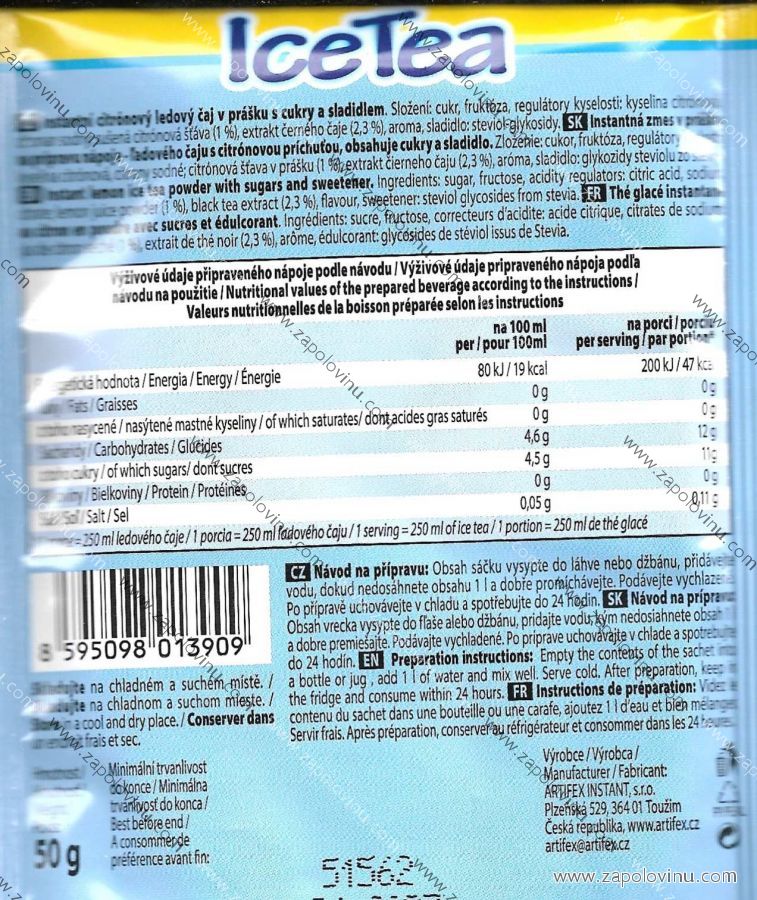 IceTea
citrónový ledový čaj v prášku s cukry a sladidlem. Složení: cukr, fruktóza, regulátory kyselosti: kyselina
citrónová šťáva (1 %), extrakt černého čaje (2,3 %), aroma, sladidlo: steviol-glykosidy. SK Instantná zmes v
ľadového čaju s citrónovou príchuťou, obsahuje cukry a sladidlo. Zloženie: cukor, fruktóza, regulátory
sodné; citrónová šťava v prášku (1 %), extrakt čierneho čaju (2,3 %), aróma, sladidlo: glykozidy steviolu zo
lemon ice tea powder with sugars and sweetener. Ingredients: sugar, fructose, acidity regulators: citric acid,
(1 %), black tea extract (2,3 %), flavour, sweetener: steviol glycosides from stevia. FR Thé glacé
avec sucres et édulcorant. Ingrédients: sucre, fructose, correcteurs d'acidite: acide citrique, citrates de
extrait de thé noir (2,3 %), arôme, édulcorant: glycosides de stéviol issus de Stevia.
Výživové údaje připraveného nápoje podle návodu / Výživové údaje pripraveného nápoja podľa
návodu na použitie / Nutritional values of the prepared beverage according to the instructions /
Valeurs nutritionnelles de la boisson préparée selon les instructions
na 100 ml na porci / porciu
per / pour 100ml per serving / par portion
hodnota / Energia / Energy / Énergie 80 kJ / 19 kcal 200 kJ / 47 kcal
Fats / Graisses 0 g 0 g
nasycené / nasýtené mastné kyseliny / of which saturates / dont acides gras saturés 0 g 0 g
Carbohydrates / Glucides 4,6 g 12 g
cukry / of which sugars / dont sucres 4,5 g 11g
Bielkoviny / Protein / Protéines 0 g 0 g
Salt / Sel 0,05 g 0,11 g
= 250 ml ledového čaje / 1 porcia = 250 ml ľadového čaju / 1 serving = 250 ml of ice tea / 1 portion = 250 ml de thé glacé
CZ Návod na přípravu: Obsah sáčku vysypte do láhve nebo džbánu,
vodu, dokud nedosáhnete obsahu 1 l a dobře promíchávejte. Podávejte
Po přípravě uchovávejte v chladu a spotřebujte do 24 hodin. SK Návod na
Obsah vrecka vysypte do fľaše alebo džbánu, pridajte vodu, kým nedosiahnete
a dobre premiešajte. Podávajte vychladené. Po príprave uchovávajte v chlade a
do 24 hodín. EN Preparation instructions: Empty the contents of the sachet
a bottle or jug , add 1 l of water and mix well. Serve cold. After preparation, keep
the fridge and consume within 24 hours. FR Instructions de préparation:
contenu du sachet dans une bouteille ou une carafe, ajoutez 1 l d'eau et bien
Servir frais. Après préparation, conserver au réfrigérateur et consommer dans les 24
8 595098 013909
na chladném a suchém místě. /
na chladnom a suchom mieste. /
a cool and dry place. / Conserver dans
frais et sec.
Minimální trvanlivost
do konce / Minimálna
trvanlivosť do konca /
Best before end /
A consommer de
préférence avant fin:
50 g
51562
Výrobce / Výrobca /
Manufacturer / Fabricant:
ARTIFEX INSTANT, s.r.o.
Plzeňská 529, 364 01 Toužim
Česká republika, www.artifex.cz
artifex@artifex.cz
www.zapolovinu.com